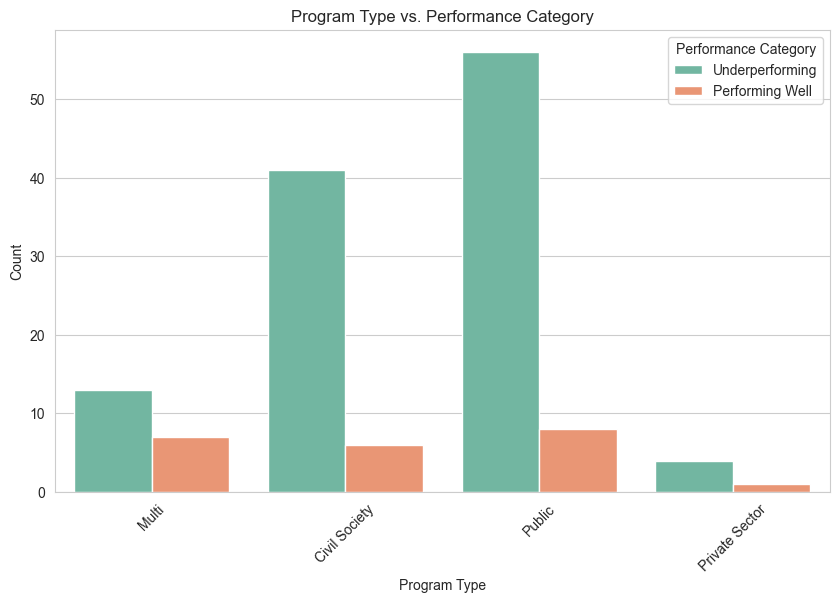 Program Type vs. Performance Category
Performance Category
Underperforming
Performing Well
Count
50
40
30
20
10
0
Multi
Civil Society
Public
Private Sector
Program Type